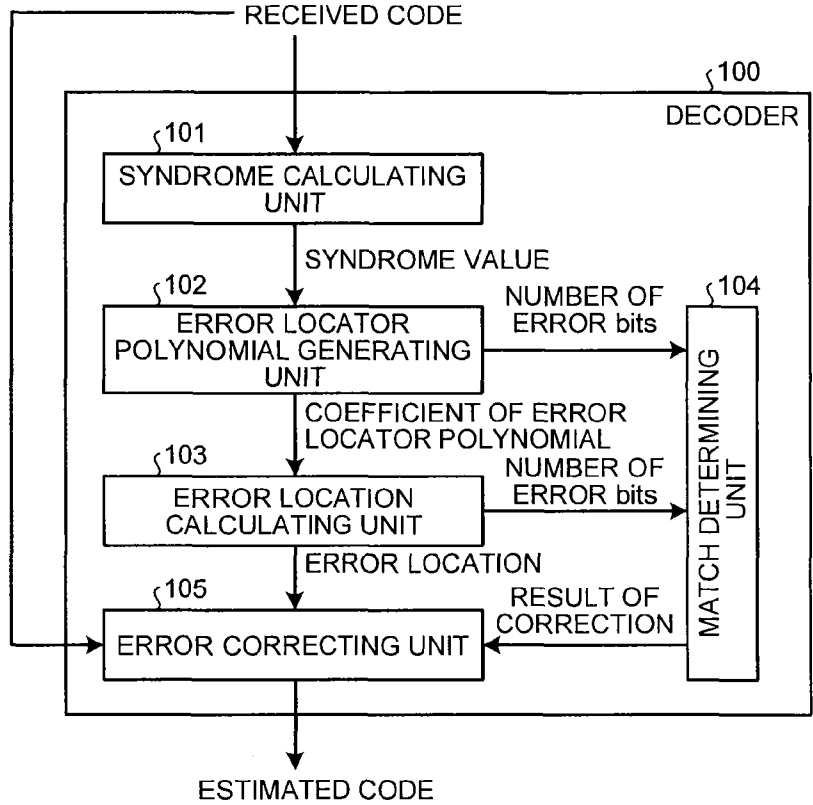 RECEIVED CODE
100
DECODER
101
SYNDROME CALCULATING
UNIT
SYNDROME VALUE
102
ERROR LOCATOR
POLYNOMIAL GENERATING
UNIT
NUMBER OF
ERROR bits
104
MATCH DETERMINING
UNIT
COEFFICIENT OF ERROR
LOCATOR POLYNOMIAL
103
ERROR LOCATION
CALCULATING UNIT
NUMBER OF
ERROR bits
ERROR LOCATION
105
ERROR CORRECTING UNIT
RESULT OF
CORRECTION
ESTIMATED CODE